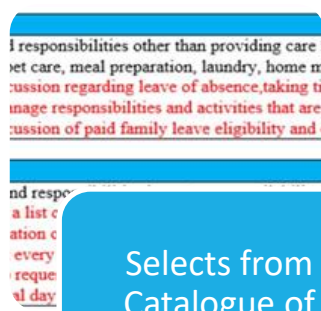 responsibilities other than providing care
pet care, meal preparation, laundry, home m
cussion regarding leave of absence,taking ti
anage responsibilities and activities that are
cussion of paid family leave eligibility and
nd respo
a list
ation
every
reque
al day
Selects from
Catalogue of